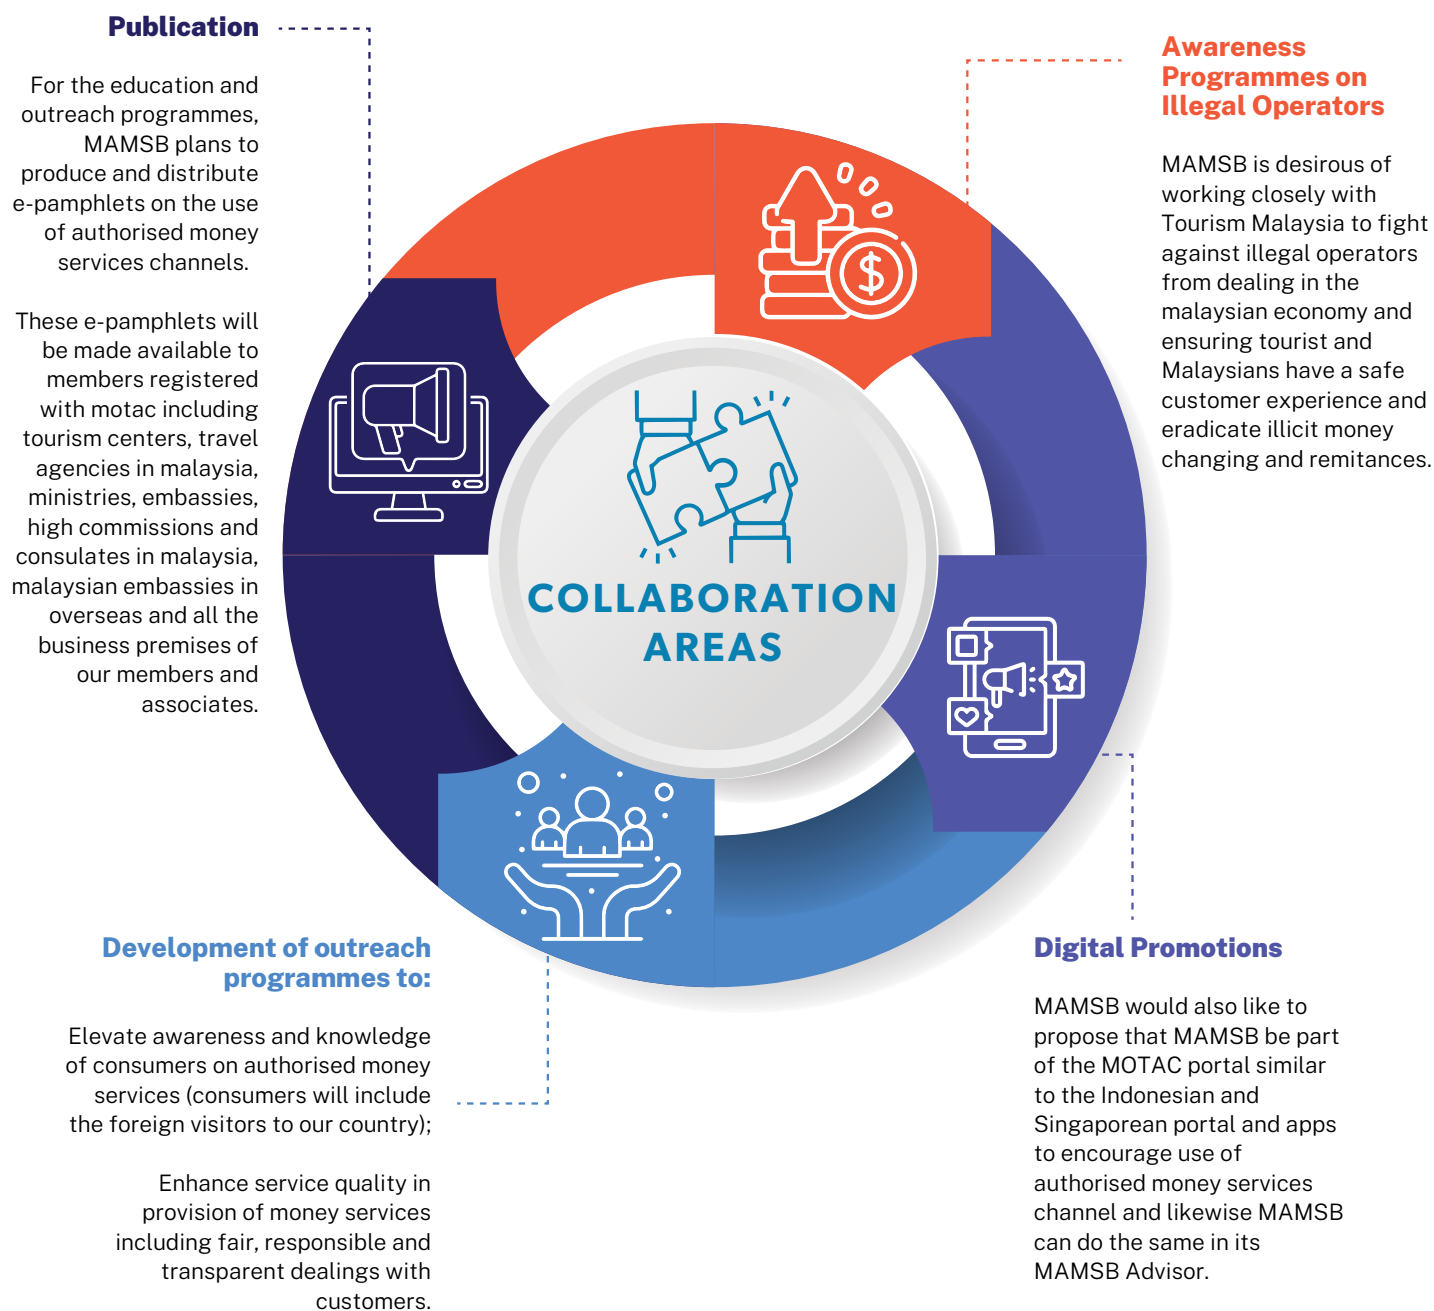 Publication
For the education and
outreach programmes,
MAMSB plans to
produce and distribute
e-pamphlets on the use
of authorised money
services channels.
These e-pamphlets will
be made available to
members registered
with motac including
tourism centers, travel
agencies in malaysia,
ministries, embassies,
high commissions and
consulates in malaysia,
malaysian embassies in
overseas and all the
business premises of
our members and
associates.
Awareness
Programmes on
Illegal Operators
MAMSB is desirous of
working closely with
Tourism Malaysia to fight
against illegal operators
from dealing in the
malaysian economy and
ensuring tourist and
Malaysians have a safe
customer experience and
eradicate illicit money
changing and remitances.
$
COLLABORATION
AREAS
Development of outreach
programmes to:
Elevate awareness and knowledge
of consumers on authorised money
services (consumers will include
the foreign visitors to our country);
Enhance service quality in
provision of money services
including fair, responsible and
transparent dealings with
customers.
Digital Promotions
MAMSB would also like to
propose that MAMSB be part
of the MOTAC portal similar
to the Indonesian and
Singaporean portal and apps
to encourage use of
authorised money services
channel and likewise MAMSB
can do the same in its
MAMSB Advisor.